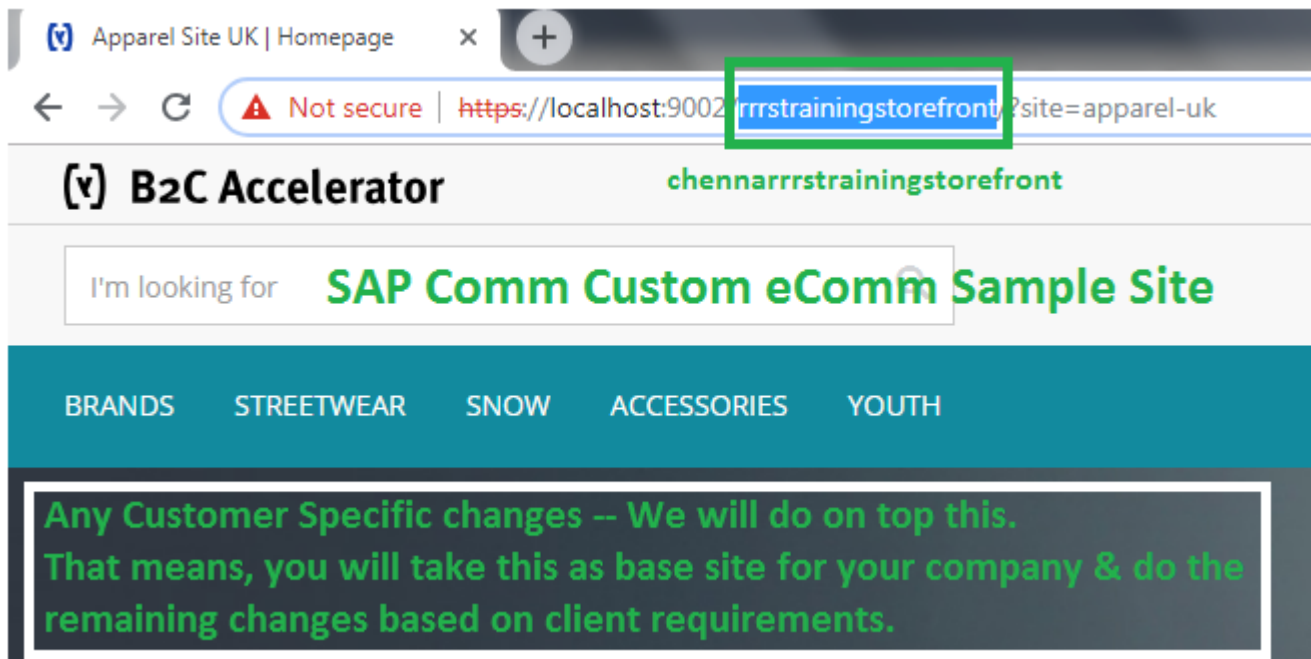 Apparel Site UK | Homepage
Not secure | https://localhost:9002/rrrstrainingstorefront/?site=apparel-uk
B2C Accelerator
chennarrrstrainingstorefront
I'm looking for
SAP Comm Custom eComm Sample Site
BRANDS STREETWEAR SNOW ACCESSORIES YOUTH
Any Customer Specific changes -- We will do on top this.
That means, you will take this as base site for your company & do the
remaining changes based on client requirements.